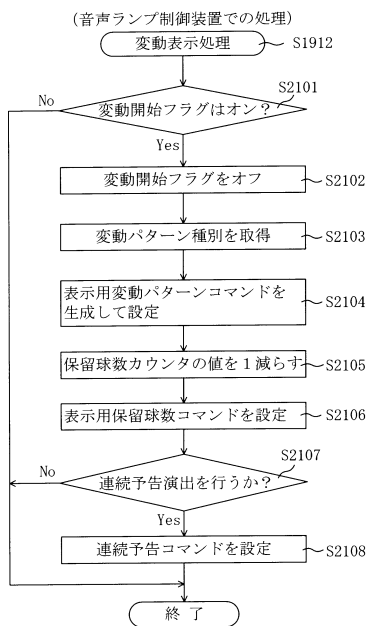 （音声ランプ制御装置での処理）
変動表示処理
S1912
S2101
No
変動開始フラグはオン？
Yes
変動開始フラグをオフ
S2102
変動パターン種別を取得
S2103
表示用変動パターンコマンドを
生成して設定
S2104
保留球数カウンタの値を１減らす
S2105
表示用保留球数コマンドを設定
S2106
S2107
No
連続予告演出を行うか？
Yes
連続予告コマンドを設定
S2108
終 了